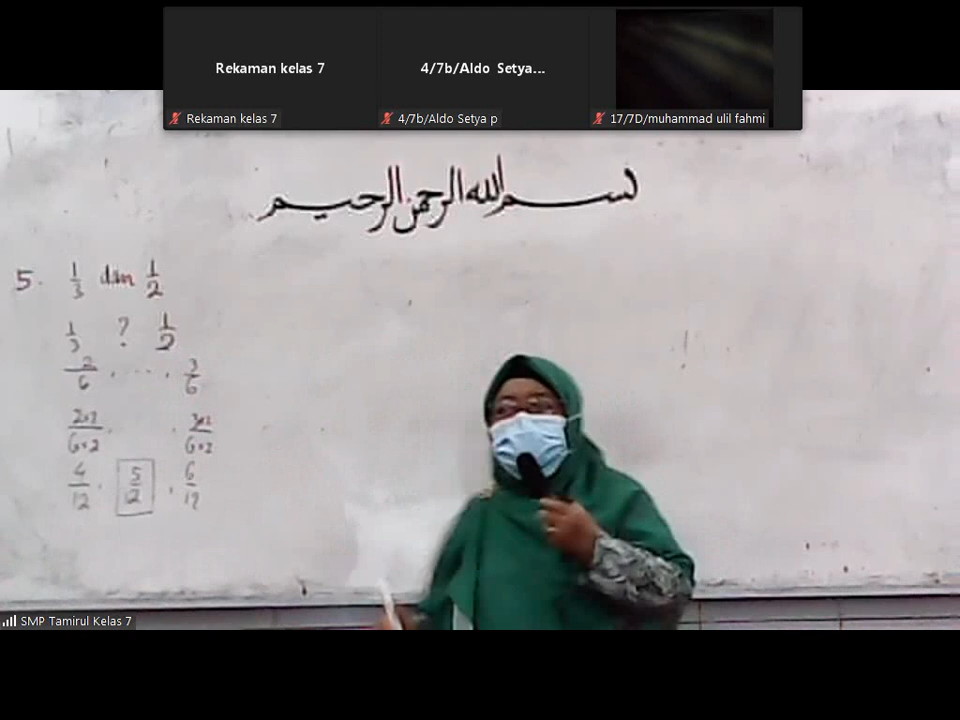 Rekaman kelas 7
4/7b/Aldo Setya...
Rekaman kelas 7
4/7b/Aldo Setya p
17/7D/muhammad ulil fahmi
بسم الله الرحمن الرحيم
5. 1/3 dan 1/2
1/3 ? 1/2
2/6 , ... , 3/6
2×2/6×2 , , 3×2/6×2
4/12 , 5/12 , 6/12
SMP Tamirul Kelas 7